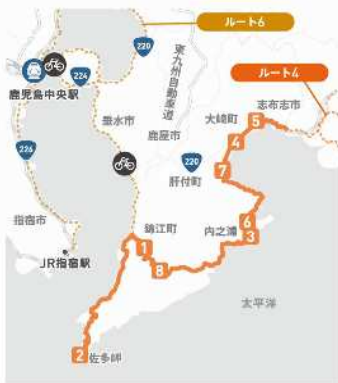 ルート6
220
東九州自動車道
ルート4
224
鹿児島中央駅
志布志市
大崎町
5
垂水市
鹿屋市
4
226
220
7
肝付町
指宿市
錦江町
内之浦
6
1
3
JR指宿駅
8
太平洋
2
佐多岬